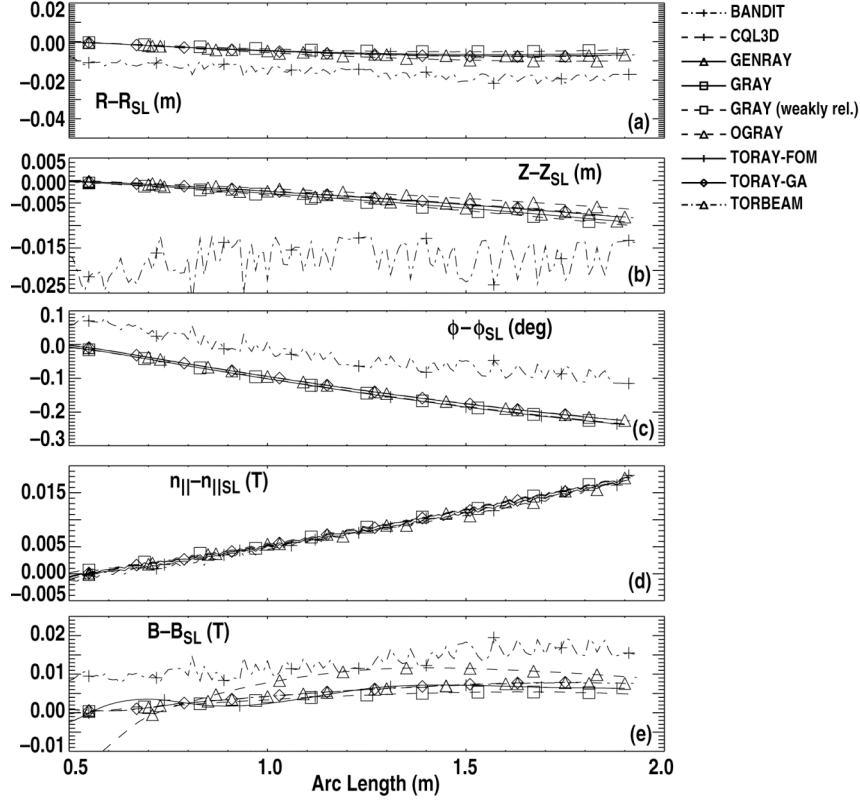 0.00
−0.02
−0.04
R−R_SL (m)
(a)
0.005
0.000
−0.005
−0.015
−0.025
Z−Z_SL (m)
(b)
0.1
0.0
−0.1
−0.2
−0.3
ϕ−ϕ_SL (deg)
(c)
0.015
0.005
0.000
−0.005
n_||−n_||SL (T)
(d)
0.02
0.01
0.00
−0.01
B−B_SL (T)
(e)
0.5 1.0 1.5 2.0
Arc Length (m)
BANDIT
CQL3D
GENRAY
GRAY
GRAY (weakly rel.)
OGRAY
TORAY-FOM
TORAY-GA
TORBEAM